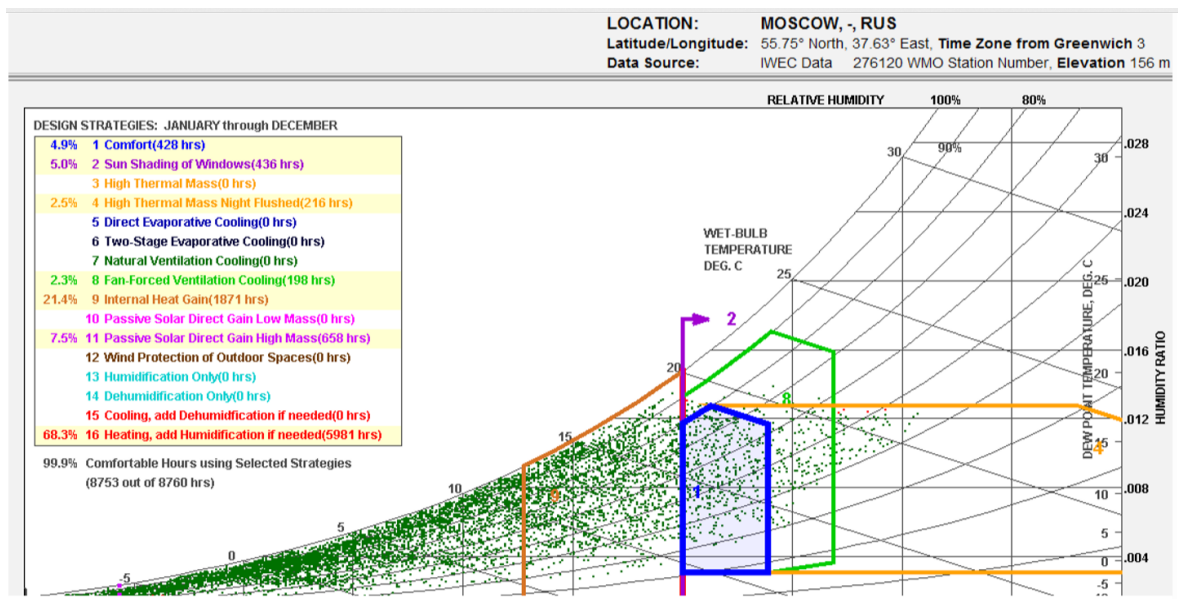 LOCATION: MOSCOW, -, RUS
Latitude/Longitude: 55.75° North, 37.63° East, Time Zone from Greenwich 3
Data Source: IWEC Data 276120 WMO Station Number, Elevation 156 m
RELATIVE HUMIDITY 100% 80%
DESIGN STRATEGIES: JANUARY through DECEMBER
4.9% 1 Comfort(428 hrs)
5.0% 2 Sun Shading of Windows(436 hrs)
3 High Thermal Mass(0 hrs)
2.5% 4 High Thermal Mass Night Flushed(216 hrs)
5 Direct Evaporative Cooling(0 hrs)
6 Two-Stage Evaporative Cooling(0 hrs)
7 Natural Ventilation Cooling(0 hrs)
2.3% 8 Fan-Forced Ventilation Cooling(198 hrs)
21.4% 9 Internal Heat Gain(1871 hrs)
10 Passive Solar Direct Gain Low Mass(0 hrs)
7.5% 11 Passive Solar Direct Gain High Mass(658 hrs)
12 Wind Protection of Outdoor Spaces(0 hrs)
13 Humidification Only(0 hrs)
14 Dehumidification Only(0 hrs)
15 Cooling, add Dehumidfication if needed(0 hrs)
68.3% 16 Heating, add Humidification if needed(5981 hrs)
99.9% Comfortable Hours using Selected Strategies
(8753 out of 8760 hrs)
WET-BULB
TEMPERATURE
DEG. C
-5
0
5
10
15
20
25
30
90%
2
8
9
1
4
DEW POINT TEMPERATURE, DEG. C
30
25
20
15
10
5
0
-5
.028
.024
.020
.016
.012
.008
.004
HUMIDITY RATIO